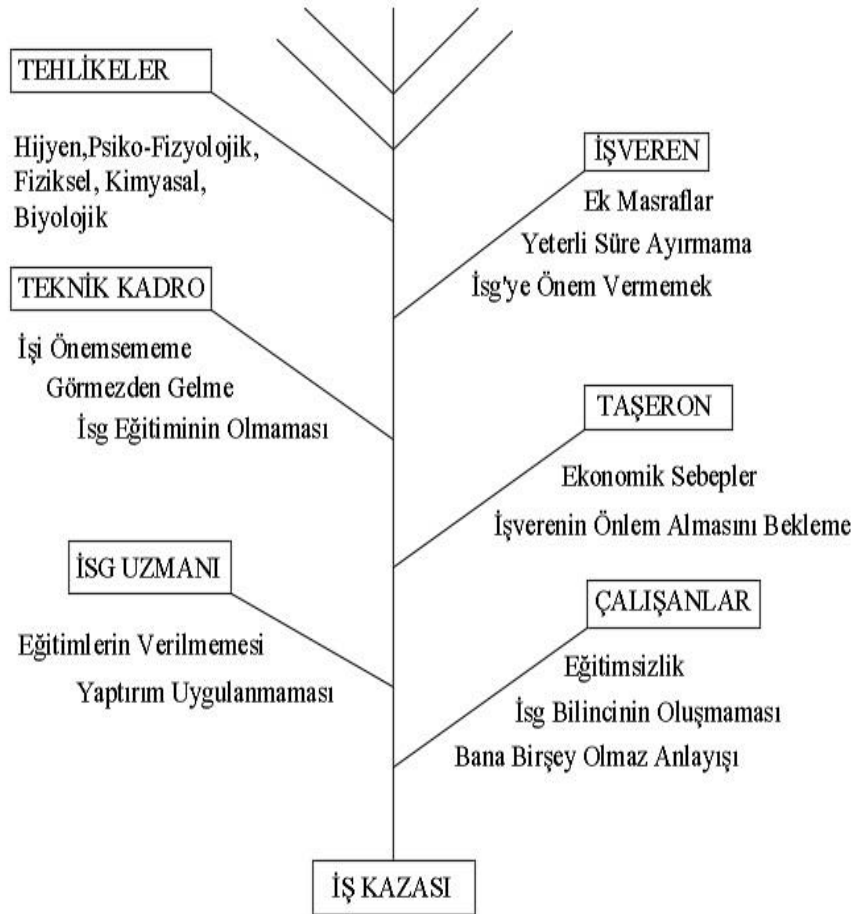 TEHLİKELER
Hijyen,Psiko-Fizyolojik,
Fiziksel, Kimyasal,
Biyolojik
İŞVEREN
Ek Masraflar
Yeterli Süre Ayırmama
İsg'ye Önem Vermemek
TEKNİK KADRO
İşi Önemsememe
Görmezden Gelme
İsg Eğitiminin Olmaması
TAŞERON
Ekonomik Sebepler
İşverenin Önlem Almasını Bekleme
İSG UZMANI
Eğitimlerin Verilmemesi
Yaptırım Uygulanmaması
ÇALIŞANLAR
Eğitimsizlik
İsg Bilincinin Oluşmaması
Bana Birşey Olmaz Anlayışı
İŞ KAZASI